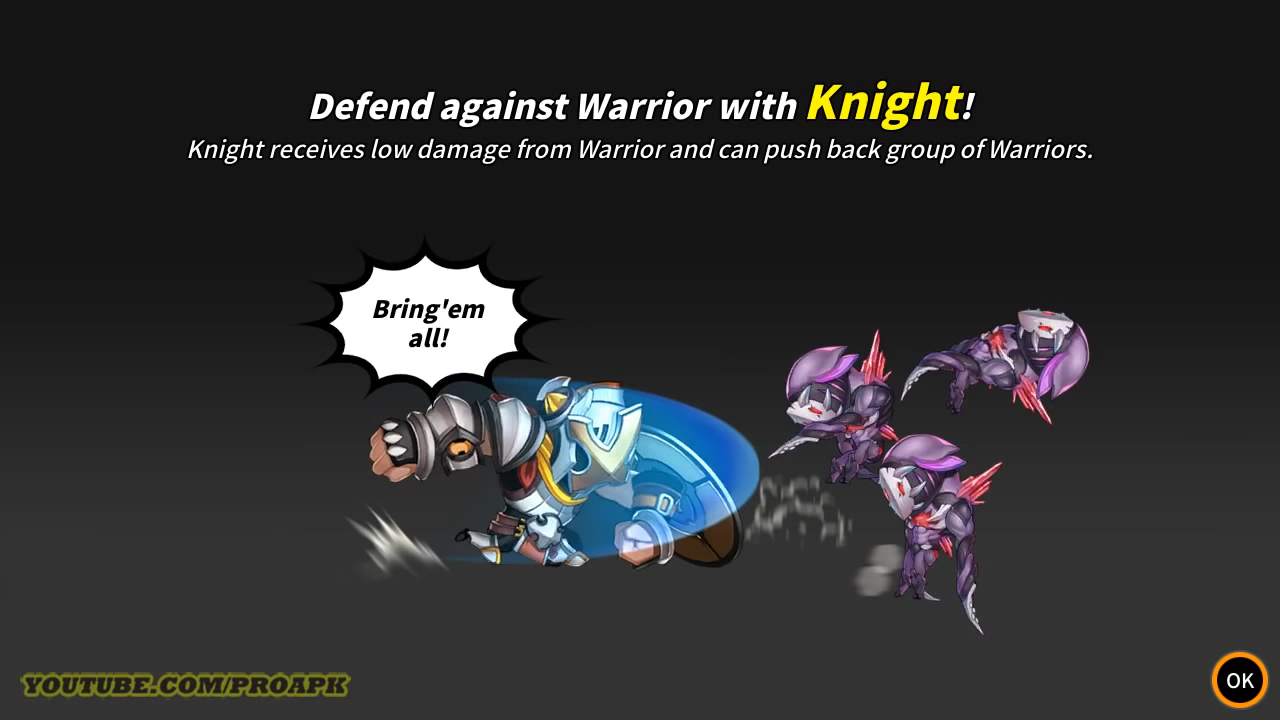 Defend against Warrior with Knight!
Knight receives low damage from Warrior and can push back group of Warriors.
Bring'em
all!
YOUTUBE.COM/PROAPK
OK